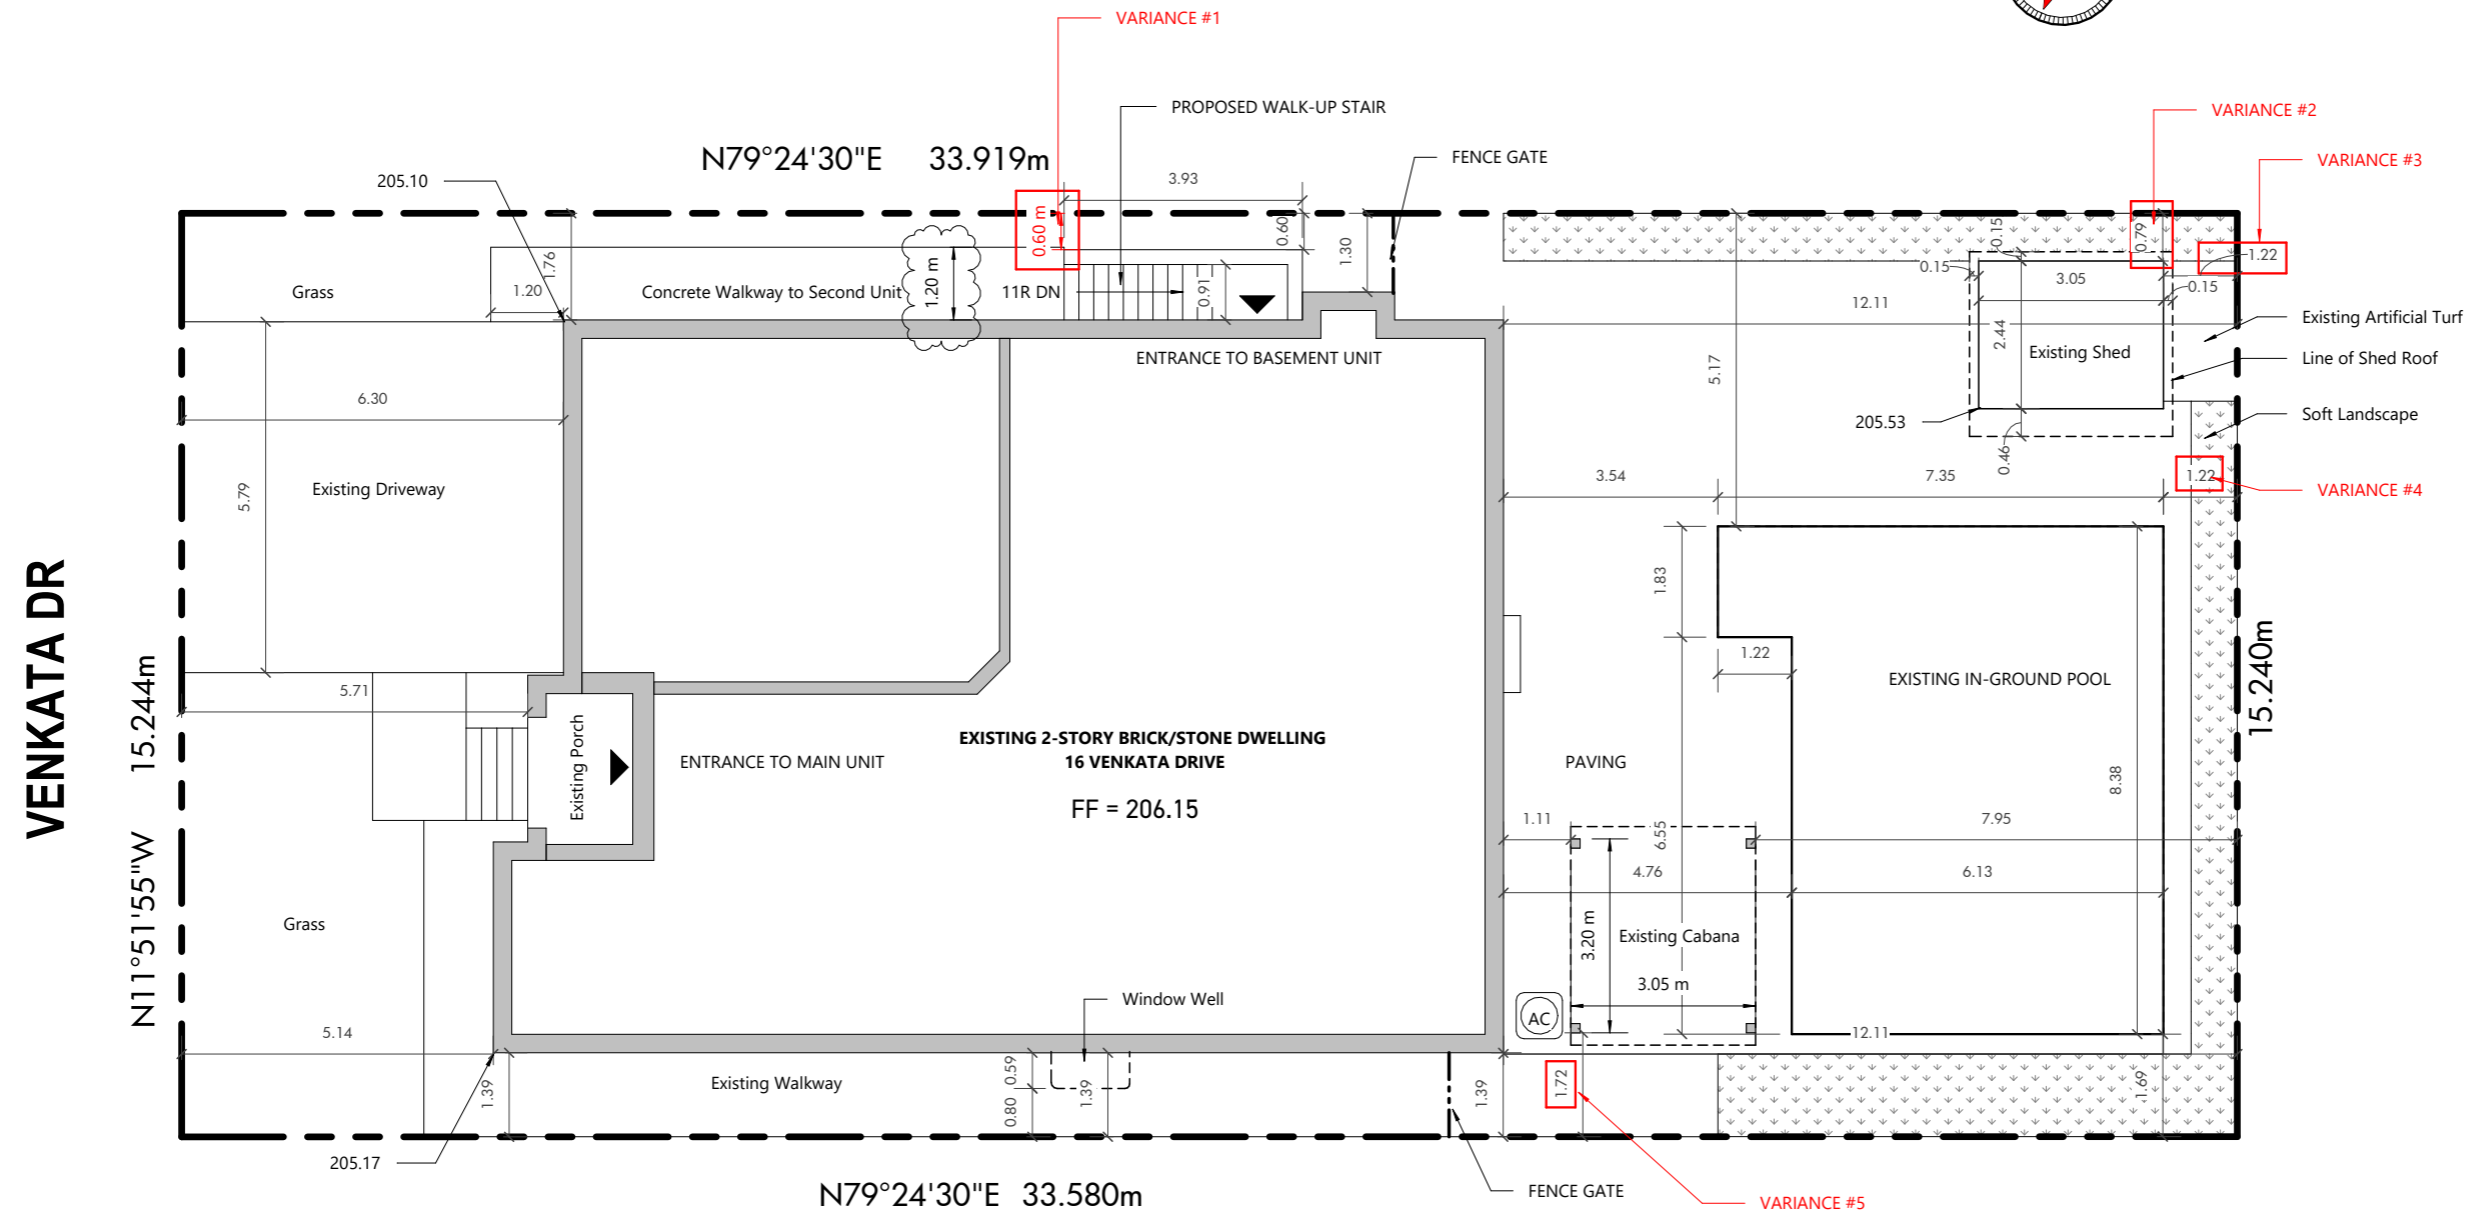 VARIANCE #1
PROPOSED WALK-UP STAIR
VARIANCE #2
N79°24'30"E 33.919m
FENCE GATE
VARIANCE #3
205.10
3.93
0.60 m
0.60
1.30
1.76
1.20
Grass
Concrete Walkway to Second Unit
1.20 m
11R DN
0.91
0.15
0.79
1.22
0.15
3.05
0.15
12.11
Existing Artificial Turf
2.44
Existing Shed
Line of Shed Roof
ENTRANCE TO BASEMENT UNIT
5.17
6.30
205.53
Soft Landscape
0.46
3.54
7.35
1.22
VARIANCE #4
Existing Driveway
5.79
1.83
1.22
EXISTING IN-GROUND POOL
VENKATA DR
15.244m
15.240m
5.71
Existing Porch
ENTRANCE TO MAIN UNIT
EXISTING 2-STORY BRICK/STONE DWELLING
16 VENKATA DRIVE
FF = 206.15
PAVING
8.38
1.11
6.55
7.95
4.76
6.13
N11°51'55"W
Grass
3.20 m
Existing Cabana
3.05 m
Window Well
AC
5.14
12.11
Existing Walkway
1.39
0.59
0.80
1.39
1.39
1.72
1.69
205.17
N79°24'30"E 33.580m
FENCE GATE
VARIANCE #5